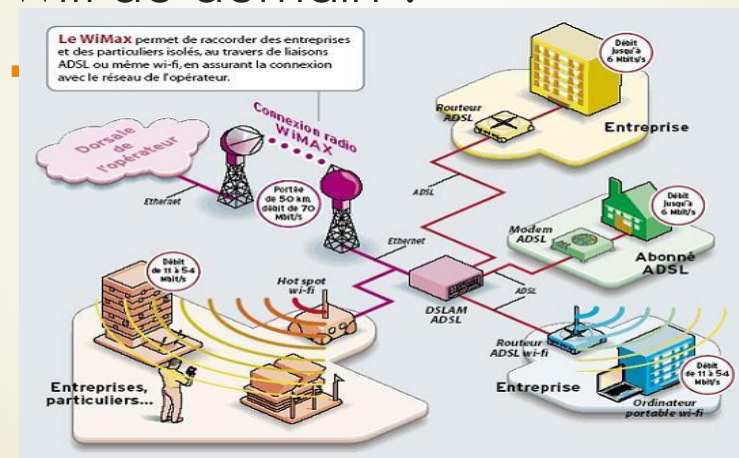 Wifi de demain ?
Le WiMax permet de raccorder des entreprises
et des particuliers isolés, au travers de liaisons
ADSL ou même wi-fi, en assurant la connexion
avec le réseau de l'opérateur.
Dorsale
de
l'opérateur
Connexion radio
WiMAX
Ethernet
Portée
de 50 km,
débit de 70
Mbit/s
Routeur
ADSL
Débit
jusqu'à
6 Mbits/s
Entreprise
ADSL
Modem
ADSL
Débit
jusqu'à
6 Mbit/s
Abonné
ADSL
Ethernet
DSLAM
ADSL
ADSL
Débit
de 11 à 54
Mbit/s
Hot spot
wi-fi
Entreprises,
particuliers...
Routeur
ADSL wi-fi
Entreprise
Débit
de 11 à 54
Mbit/s
Ordinateur
portable wi-fi